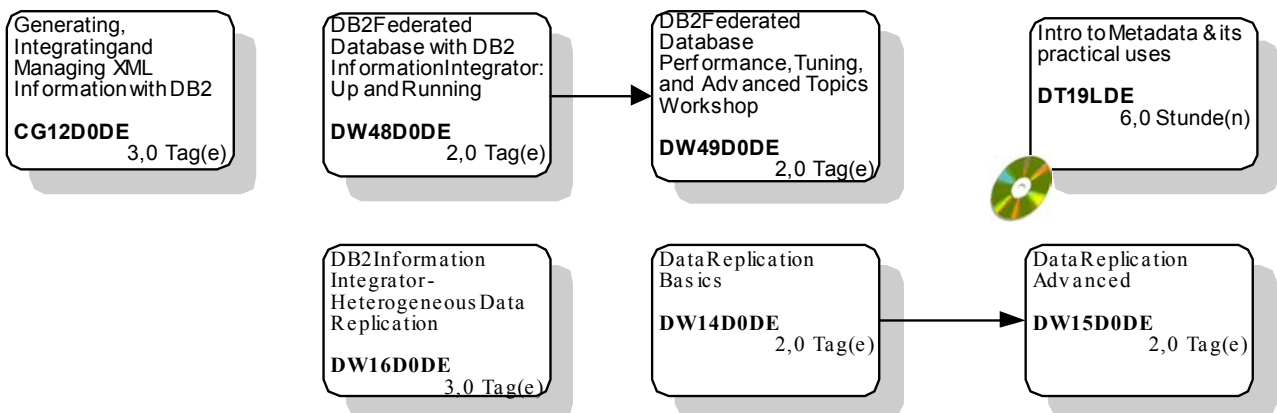 Generating,
Integratingand
Managing XML
Information with DB2
CG12D0DE
3,0 Tag(e)
DB2Federated
Database with DB2
InformationIntegrator:
Up and Running
DW48D0DE
2,0 Tag(e)
DB2Federated
Database
Performance, Tuning,
and Advanced Topics
Workshop
DW49D0DE
2,0 Tag(e)
Intro to Metadata & its
practical uses
DT19LDE
6,0 Stunde(n)
DB2Information
Integrator-
Heterogeneous Data
Replication
DW16D0DE
3,0 Tag(e)
DataReplication
Basics
DW14D0DE
2,0 Tag(e)
DataReplication
Advanced
DW15D0DE
2,0 Tag(e)